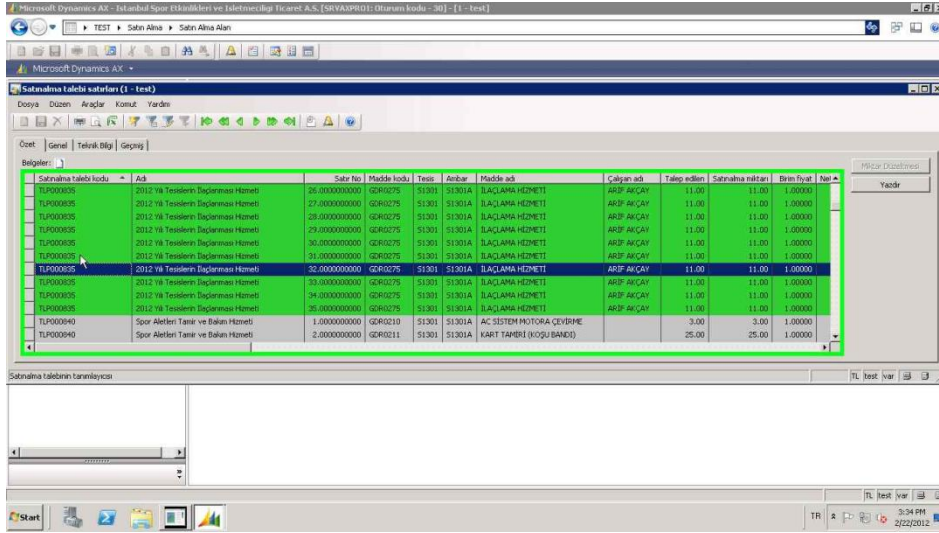 Microsoft Dynamics AX - Istanbul Spor Etkinlikleri ve Isletmeciligi Ticaret A.S. [SRVAXPRO1: Oturum kodu - 30] - [1 - test]
TEST Satın Alma Satın Alma Alan
Microsoft Dynamics AX
Satınalma talebi satırları (1 - test)
Dosya Düzen Araçlar Komut Yardım
Özet Genel Teknik Bilgi Geçmiş
Belgeler:
Miktar Düzeltmesi
Yazdır
Satınalma talebi kodu Adı Satır No Madde kodu Tesis Ambar Madde adı Çalışan adı Talep edilen Satınalma miktarı Birim fiyat
TLP000835 2012 Yılı Tesislerin İlaçlanması Hizmeti 26.0000000000 GDR0275 S1301 S1301A İLAÇLAMA HİZMETİ ARİF AKÇAY 11.00 11.00 1.00000
TLP000835 2012 Yılı Tesislerin İlaçlanması Hizmeti 27.0000000000 GDR0275 S1301 S1301A İLAÇLAMA HİZMETİ ARİF AKÇAY 11.00 11.00 1.00000
TLP000835 2012 Yılı Tesislerin İlaçlanması Hizmeti 28.0000000000 GDR0275 S1301 S1301A İLAÇLAMA HİZMETİ ARİF AKÇAY 11.00 11.00 1.00000
TLP000835 2012 Yılı Tesislerin İlaçlanması Hizmeti 29.0000000000 GDR0275 S1301 S1301A İLAÇLAMA HİZMETİ ARİF AKÇAY 11.00 11.00 1.00000
TLP000835 2012 Yılı Tesislerin İlaçlanması Hizmeti 30.0000000000 GDR0275 S1301 S1301A İLAÇLAMA HİZMETİ ARİF AKÇAY 11.00 11.00 1.00000
TLP000835 2012 Yılı Tesislerin İlaçlanması Hizmeti 31.0000000000 GDR0275 S1301 S1301A İLAÇLAMA HİZMETİ ARİF AKÇAY 11.00 11.00 1.00000
TLP000835 2012 Yılı Tesislerin İlaçlanması Hizmeti 32.0000000000 GDR0275 S1301 S1301A İLAÇLAMA HİZMETİ ARİF AKÇAY 11.00 11.00 1.00000
TLP000835 2012 Yılı Tesislerin İlaçlanması Hizmeti 33.0000000000 GDR0275 S1301 S1301A İLAÇLAMA HİZMETİ ARİF AKÇAY 11.00 11.00 1.00000
TLP000835 2012 Yılı Tesislerin İlaçlanması Hizmeti 34.0000000000 GDR0275 S1301 S1301A İLAÇLAMA HİZMETİ ARİF AKÇAY 11.00 11.00 1.00000
TLP000835 2012 Yılı Tesislerin İlaçlanması Hizmeti 35.0000000000 GDR0275 S1301 S1301A İLAÇLAMA HİZMETİ ARİF AKÇAY 11.00 11.00 1.00000
TLP000840 Spor Aletleri Tamir ve Bakım Hizmeti 1.0000000000 GDR0210 S1301 S1301A AC SİSTEM MOTORA ÇEVİRME 3.00 3.00 1.00000
TLP000840 Spor Aletleri Tamir ve Bakım Hizmeti 2.0000000000 GDR0211 S1301 S1301A KART TAMİRİ (KOŞU BANDI) 25.00 25.00 1.00000
Satınalma talebinin tanımlayıcısı TL test var
TL test var
Start TR 3:34 PM
2/22/2012